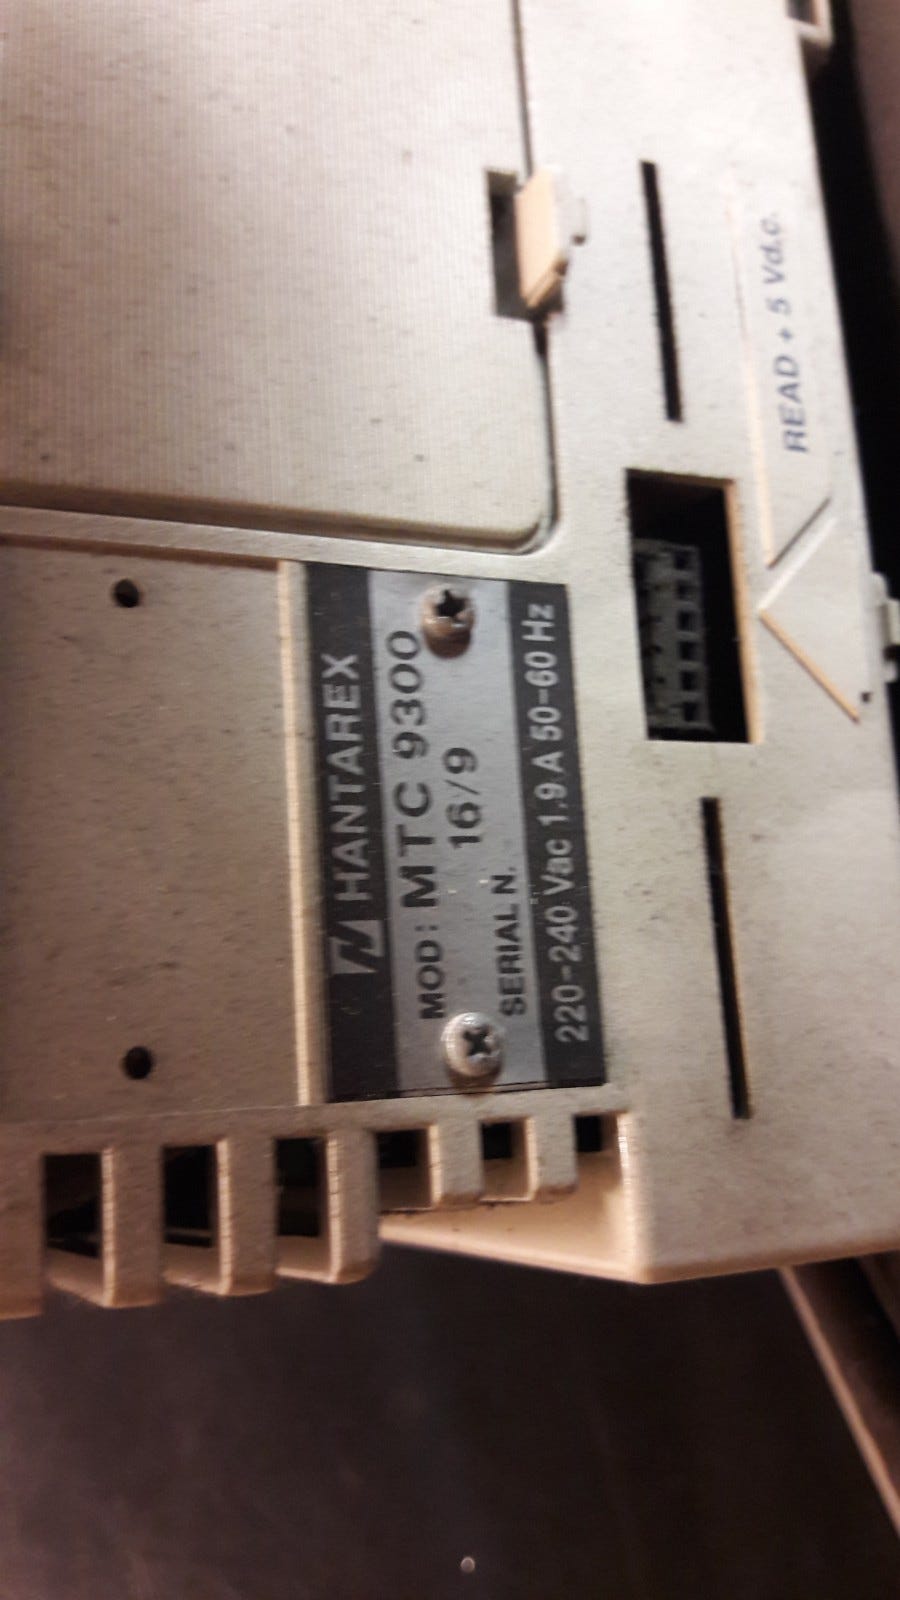 HANTAREX
MOD: MTC 9300
16/9
SERIAL N.
220-240 Vac 1.9 A 50-60 Hz
READ + 5 Vd.c.